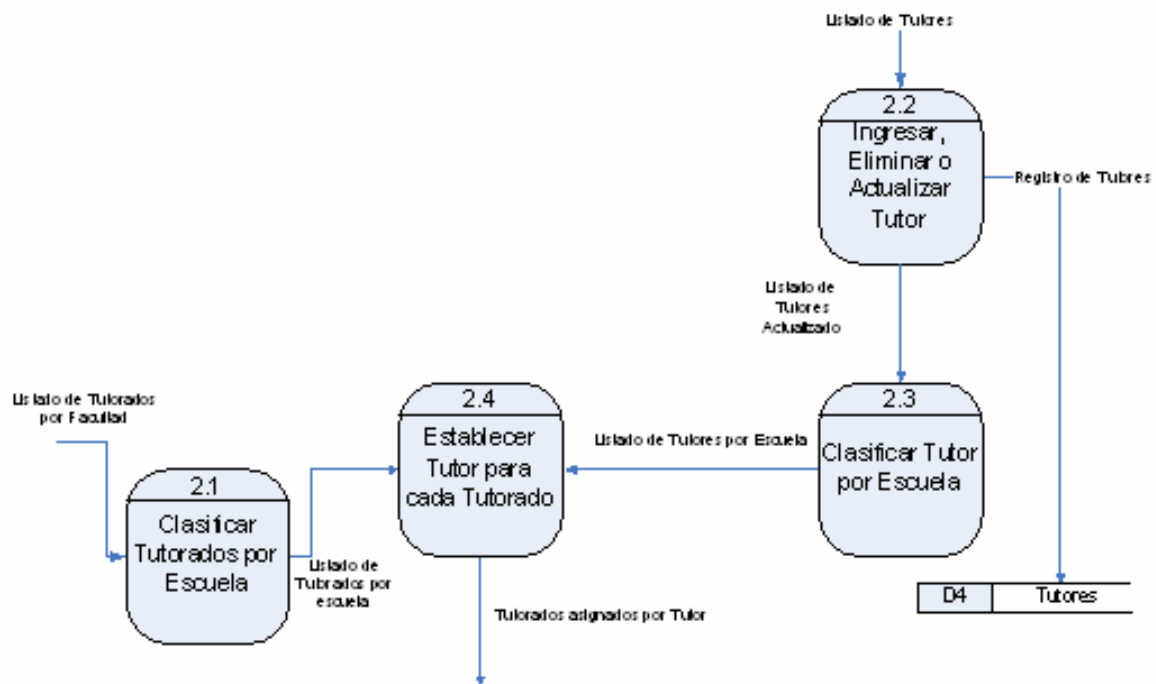 Listado de Tutores
2.2
Ingresar,
Eliminar o
Actualizar
Tutor
Registro de Tutores
Listado de
Tutores
Actualizado
Listado de Tutorados
por Facultad
2.4
Establecer
Tutor para
cada Tutorado
Listado de Tutores por Escuela
2.3
Clasificar Tutor
por Escuela
2.1
Clasificar
Tutorados por
Escuela
Listado de
Tutorados por
escuela
Tutorados asignados por Tutor
D4 Tutores